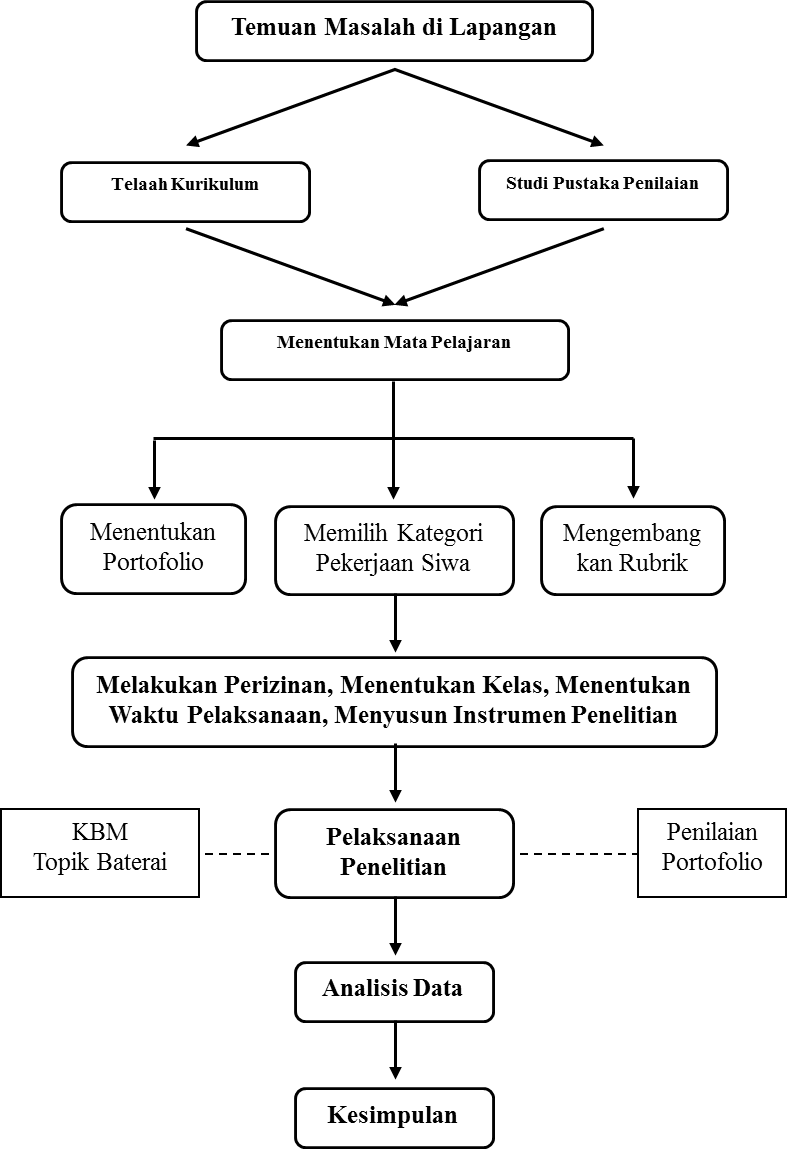 Temuan Masalah di Lapangan
Telaah Kurikulum
Studi Pustaka Penilaian
Menentukan Mata Pelajaran
Menentukan
Portofolio
Memilih Kategori
Pekerjaan Siwa
Mengembang
kan Rubrik
Melakukan Perizinan, Menentukan Kelas, Menentukan
Waktu Pelaksanaan, Menyusun Instrumen Penelitian
KBM
Topik Baterai
Pelaksanaan
Penelitian
Penilaian
Portofolio
Analisis Data
Kesimpulan